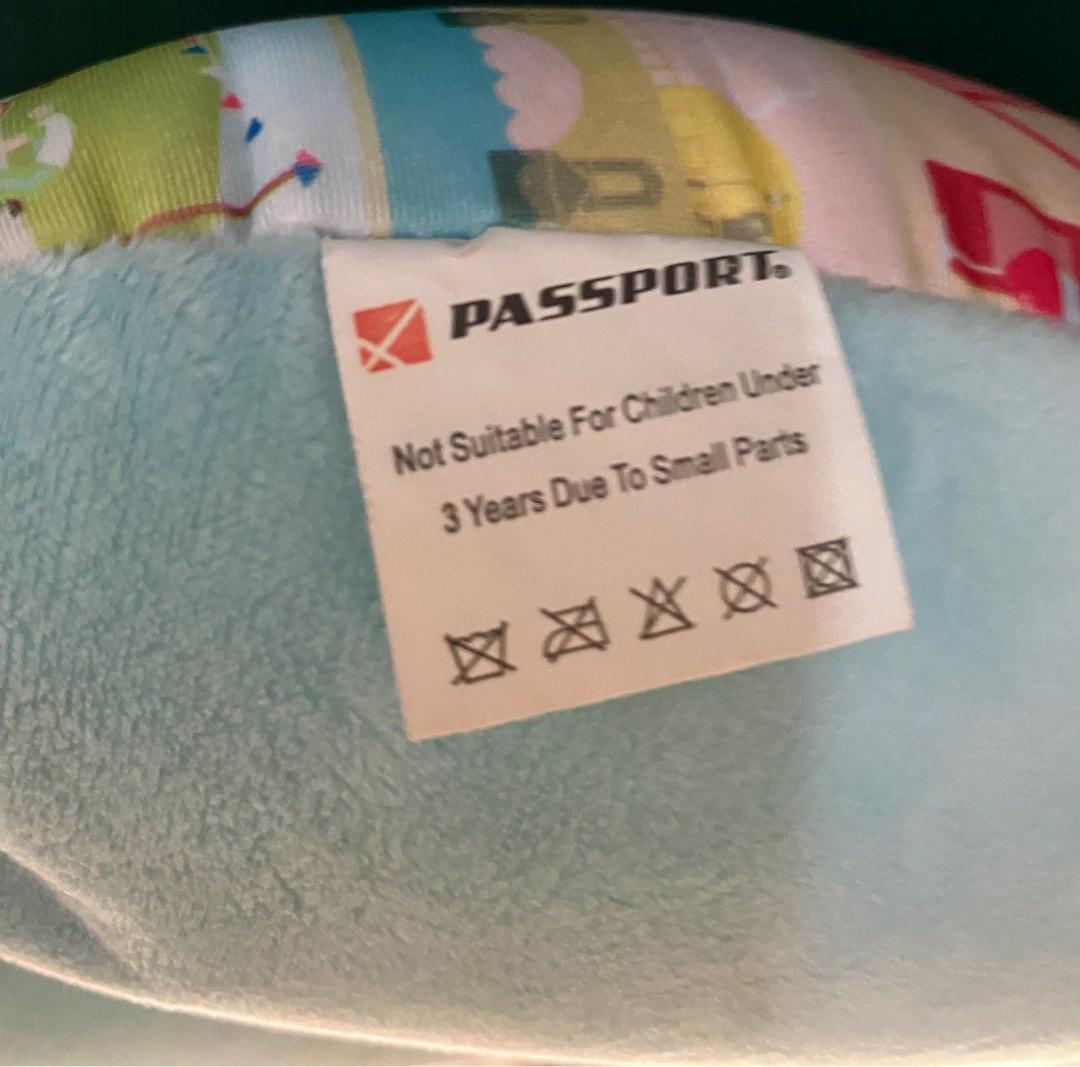 PASSPORT®
Not Suitable For Children Under
3 Years Due To Small Parts